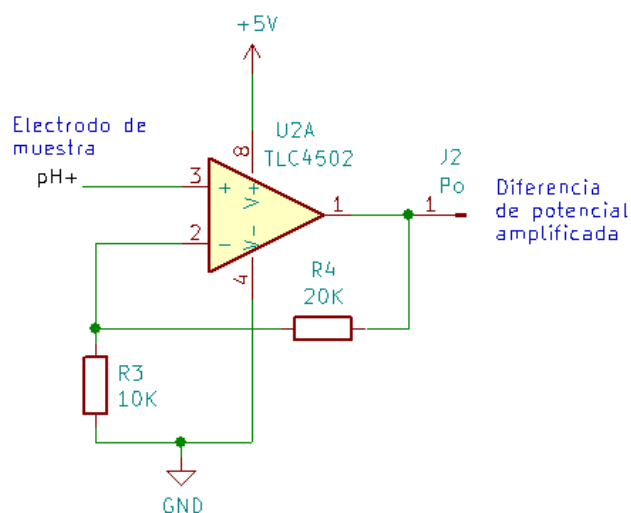 +5V
Electrodo de
muestra
pH+
U2A
TLC4502
8
3
+
V+
1
2
-
V-
4
J2
Po
1
Diferencia
de potencial
amplificada
R4
20K
R3
10K
GND